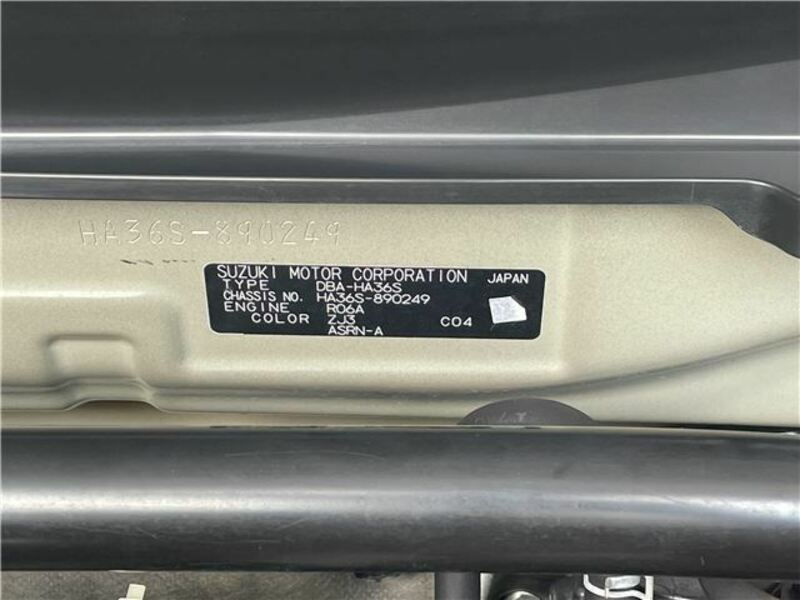 HA36S-890249
SUZUKI MOTOR CORPORATION JAPAN
TYPE DBA-HA36S
CHASSIS NO. HA36S-890249
ENGINE R06A
COLOR ZJ3 C04
ASRN-A